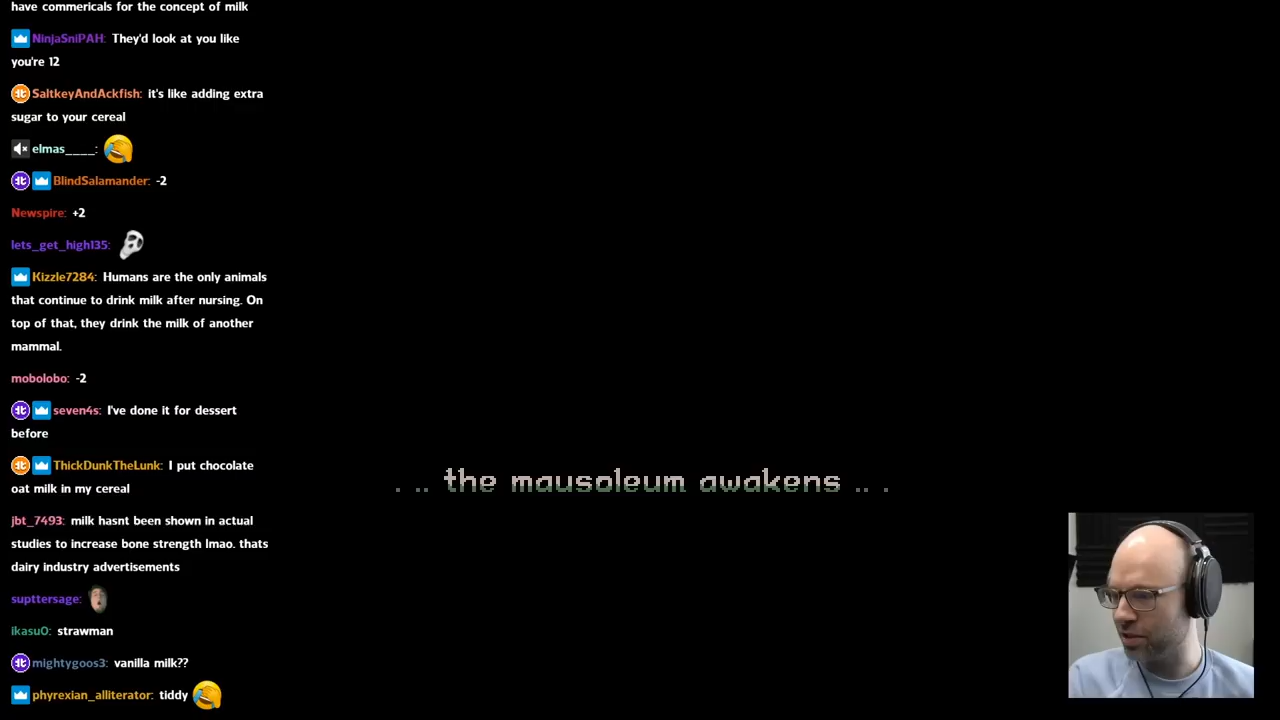 have commericals for the concept of milk
NinjaSniPAH: They'd look at you like
you're 12
SaltkeyAndAckfish: it's like adding extra
sugar to your cereal
elmas____:
BlindSalamander: -2
Newspire: +2
lets_get_high135:
Kizzle7284: Humans are the only animals
that continue to drink milk after nursing. On
top of that, they drink the milk of another
mammal.
mobolobo: -2
seven4s: I've done it for dessert
before
ThickDunkTheLunk: I put chocolate
oat milk in my cereal
jbt_7493: milk hasnt been shown in actual
studies to increase bone strength lmao. thats
dairy industry advertisements
supttersage:
ikasu0: strawman
mightygoos3: vanilla milk??
phyrexian_alliterator: tiddy
. .. the mausoleum awakens .. .